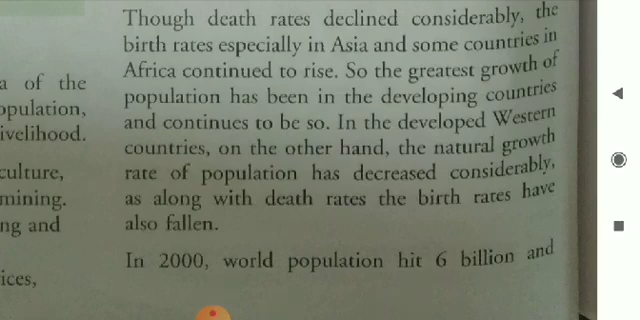 a of the
opulation,
ivelihood.
culture,
mining.
ng and
ices,
Though death rates declined considerably, the
birth rates especially in Asia and some countries in
Africa continued to rise. So the greatest growth of
population has been in the developing countries
and continues to be so. In the developed Western
countries, on the other hand, the natural growth
rate of population has decreased considerably,
as along with death rates the birth rates have
also fallen.
In 2000, world population hit 6 billion and